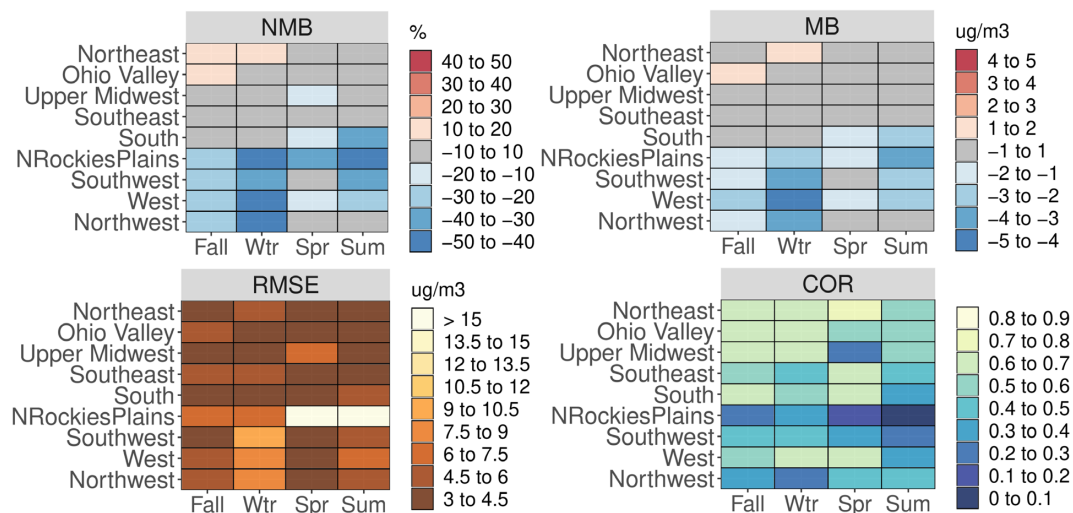 NMB
Northeast
Ohio Valley
Upper Midwest
Southeast
South
NRockiesPlains
Southwest
West
Northwest
Fall Wtr Spr Sum
%
40 to 50
30 to 40
20 to 30
10 to 20
−10 to 10
−20 to −10
−30 to −20
−40 to −30
−50 to −40
MB
Northeast
Ohio Valley
Upper Midwest
Southeast
South
NRockiesPlains
Southwest
West
Northwest
Fall Wtr Spr Sum
ug/m3
4 to 5
3 to 4
2 to 3
1 to 2
−1 to 1
−2 to −1
−3 to −2
−4 to −3
−5 to −4
RMSE
Northeast
Ohio Valley
Upper Midwest
Southeast
South
NRockiesPlains
Southwest
West
Northwest
Fall Wtr Spr Sum
ug/m3
> 15
13.5 to 15
12 to 13.5
10.5 to 12
9 to 10.5
7.5 to 9
6 to 7.5
4.5 to 6
3 to 4.5
COR
Northeast
Ohio Valley
Upper Midwest
Southeast
South
NRockiesPlains
Southwest
West
Northwest
Fall Wtr Spr Sum
0.8 to 0.9
0.7 to 0.8
0.6 to 0.7
0.5 to 0.6
0.4 to 0.5
0.3 to 0.4
0.2 to 0.3
0.1 to 0.2
0 to 0.1